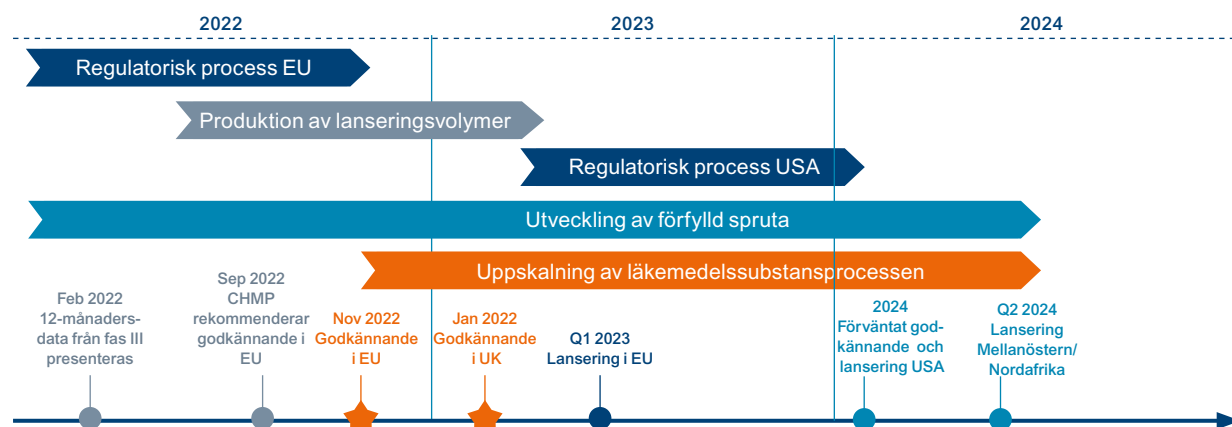 2022
2023
2024
Regulatorisk process EU
Produktion av lanseringsvolymer
Regulatorisk process USA
Utveckling av förfylld spruta
Uppskalning av läkemedelssubstansprocessen
Feb 2022
12-månaders-
data från fas III
presenteras
Sep 2022
CHMP
rekommenderar
godkännande i
EU
Nov 2022
Godkännande
i EU
Jan 2022
Godkännande
i UK
Q1 2023
Lansering i EU
2024
Förväntat god-
kännande och
lansering USA
Q2 2024
Lansering
Mellanöstern/
Nordafrika